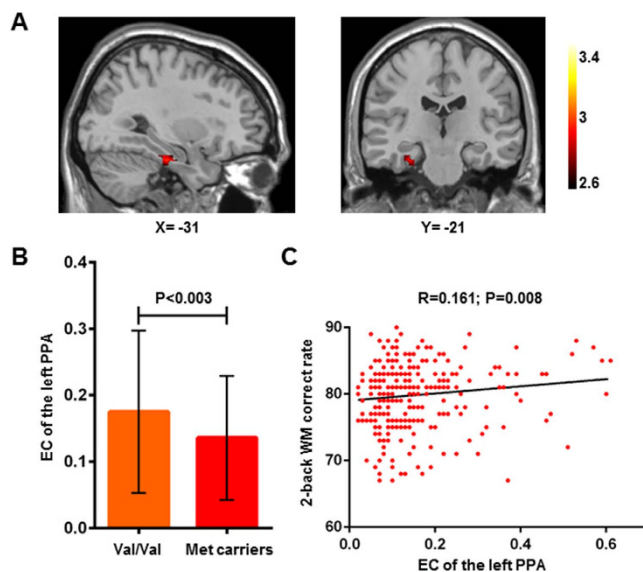 A
3.4
3
2.6
X= -31
Y= -21
B
0.4
0.3
0.2
0.1
0.0
EC of the left PPA
P<0.003
Val/Val
Met carriers
C
R=0.161; P=0.008
90
80
70
60
2-back WM correct rate
0.0
0.2
0.4
0.6
EC of the left PPA